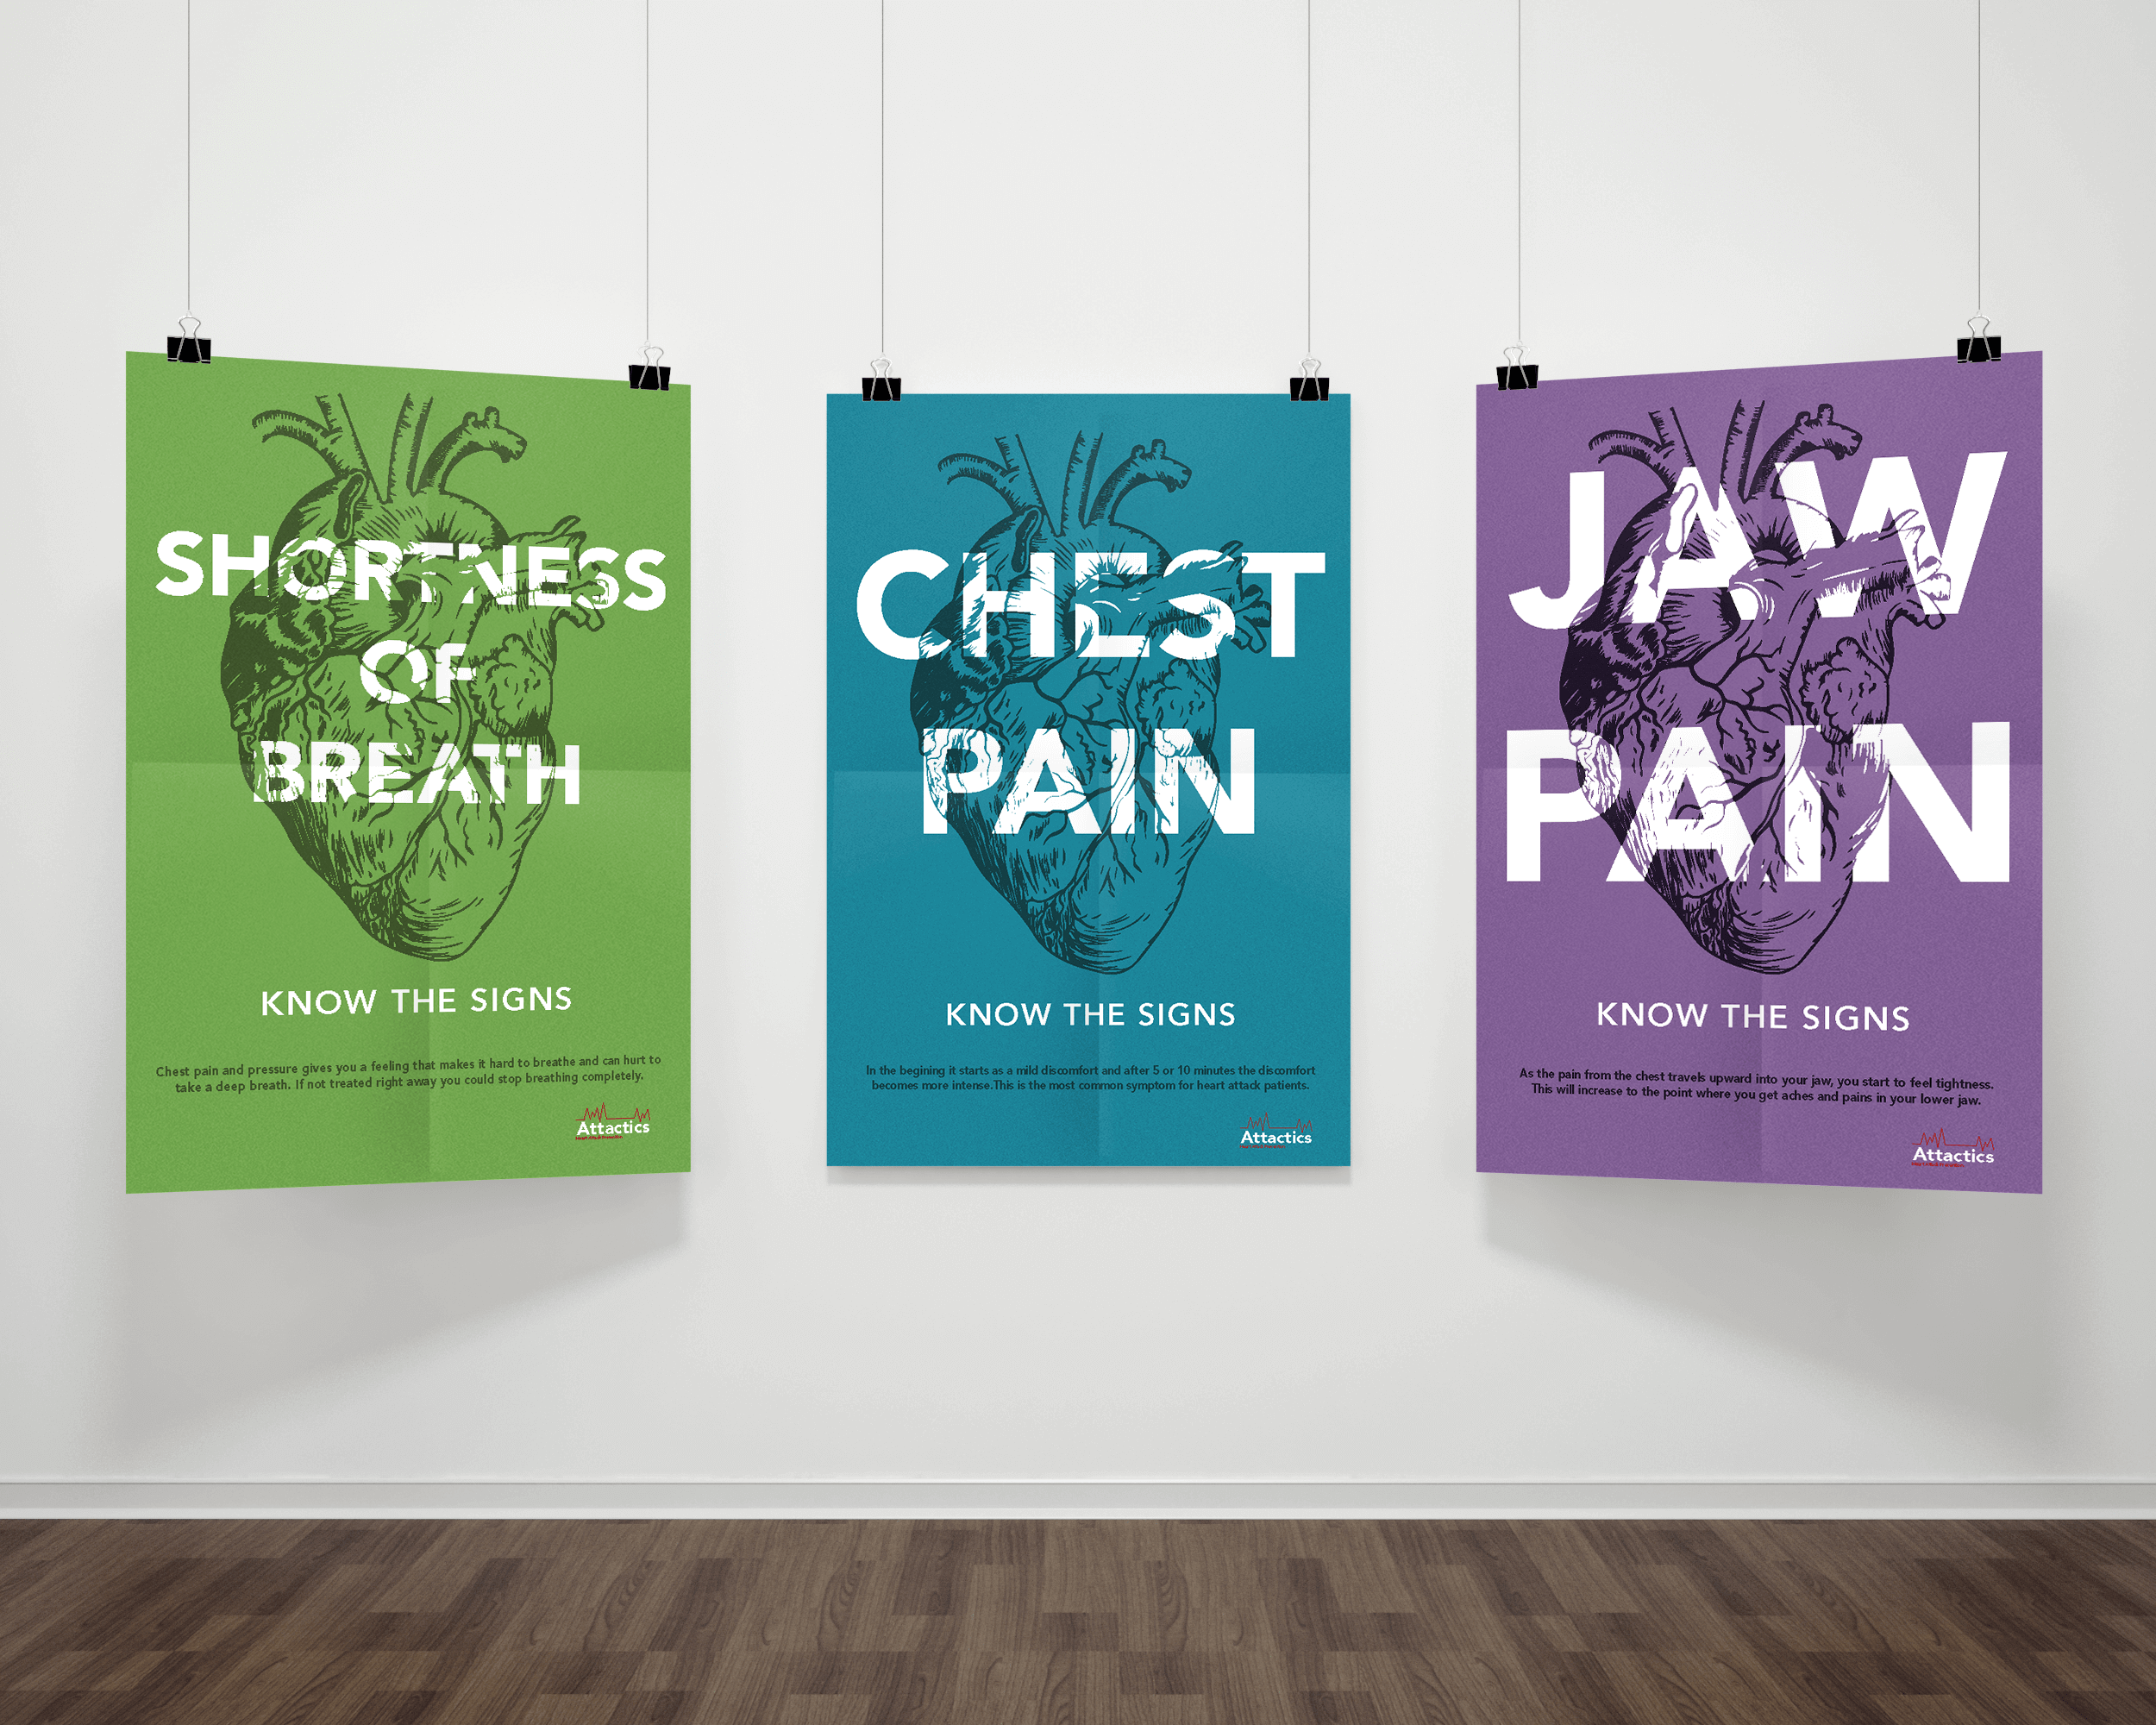 SHORTNESS
OF
BREATH
KNOW THE SIGNS
Chest pain and pressure gives you a feeling that makes it hard to breathe and can hurt to
take a deep breath. If not treated right away you could stop breathing completely.
Attactics
CHEST
PAIN
KNOW THE SIGNS
In the begining it starts as a mild discomfort and after 5 or 10 minutes the discomfort
becomes more intense.This is the most common symptom for heart attack patients.
Attactics
JAW
PAIN
KNOW THE SIGNS
As the pain from the chest travels upward into your jaw, you start to feel tightness.
This will increase to the point where you get aches and pains in your lower jaw.
Attactics